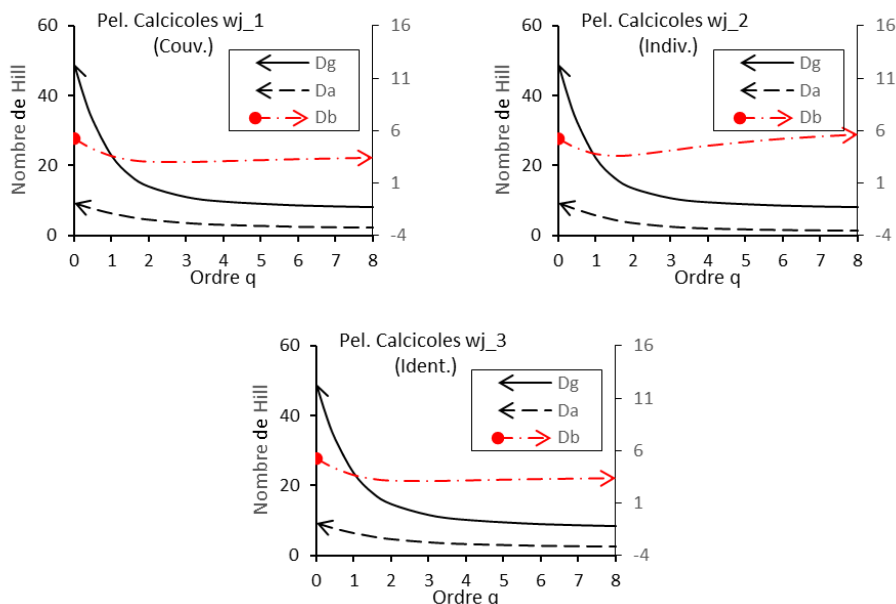 Pel. Calcicoles wj_1
(Couv.)
Nombre de Hill
60
40
20
0
16
11
6
1
-4
Dg
Da
Db
0 1 2 3 4 5 6 7 8
Ordre q
Pel. Calcicoles wj_2
(Indiv.)
Nombre de Hill
60
40
20
0
16
11
6
1
-4
Dg
Da
Db
0 1 2 3 4 5 6 7 8
Ordre q
Pel. Calcicoles wj_3
(Ident.)
Nombre de Hill
60
40
20
0
16
11
6
1
-4
Dg
Da
Db
0 1 2 3 4 5 6 7 8
Ordre q